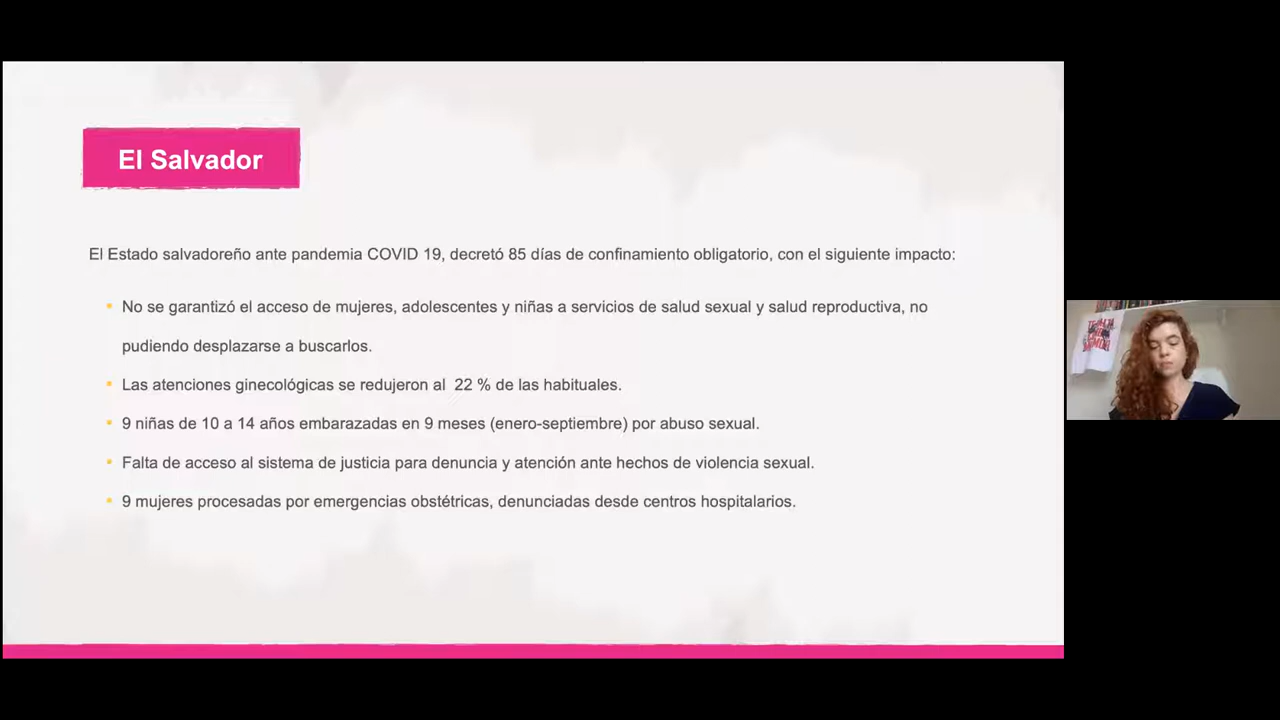 El Salvador
El Estado salvadoreño ante pandemia COVID 19, decretó 85 días de confinamiento obligatorio, con el siguiente impacto:
No se garantizó el acceso de mujeres, adolescentes y niñas a servicios de salud sexual y salud reproductiva, no
pudiendo desplazarse a buscarlos.
Las atenciones ginecológicas se redujeron al 22 % de las habituales.
9 niñas de 10 a 14 años embarazadas en 9 meses (enero-septiembre) por abuso sexual.
Falta de acceso al sistema de justicia para denuncia y atención ante hechos de violencia sexual.
9 mujeres procesadas por emergencias obstétricas, denunciadas desde centros hospitalarios.